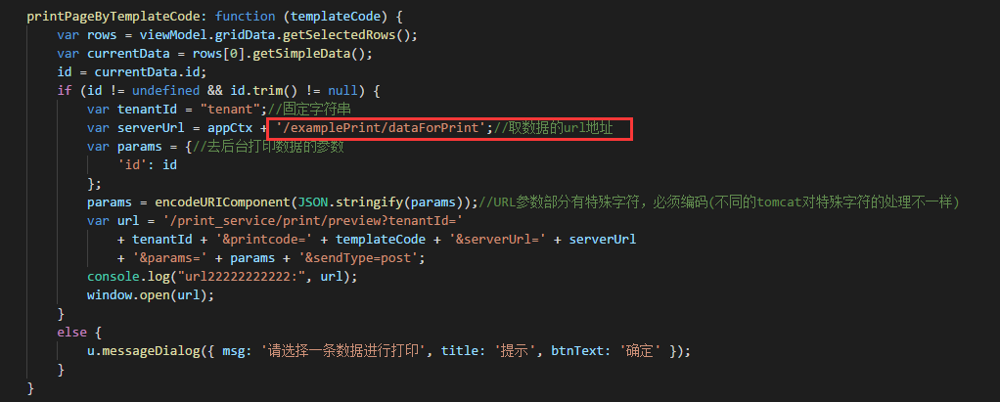 printPageByTemplateCode: function (templateCode) {
var rows = viewModel.gridData.getSelectedRows();
var currentData = rows[0].getSimpleData();
id = currentData.id;
if (id != undefined && id.trim() != null) {
var tenantId = "tenant";//固定字符串
var serverUrl = appCtx + '/examplePrint/dataForPrint';//取数据的url地址
var params = {//去后台打印数据的参数
'id': id
};
params = encodeURIComponent(JSON.stringify(params));//URL参数部分有特殊字符，必须编码(不同的tomcat对特殊字符的处理不一样)
var url = '/print_service/print/preview?tenantId='
+ tenantId + '&printcode=' + templateCode + '&serverUrl=' + serverUrl
+ '&params=' + params + '&sendType=post';
console.log("url22222222222:", url);
window.open(url);
}
else {
u.messageDialog({ msg: '请选择一条数据进行打印', title: '提示', btnText: '确定' });
}
}